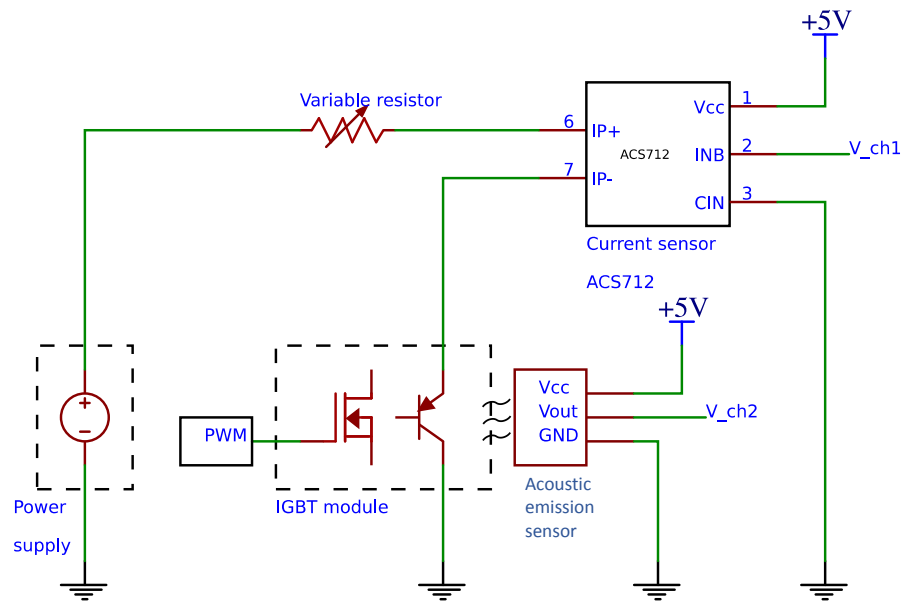 +5V
Variable resistor
6
IP+
ACS712
Vcc
1
INB
2
V_ch1
7
IP-
CIN
3
Current sensor
ACS712
+5V
+
-
PWM
Vcc
Vout
GND
V_ch2
Power
supply
IGBT module
Acoustic
emission
sensor